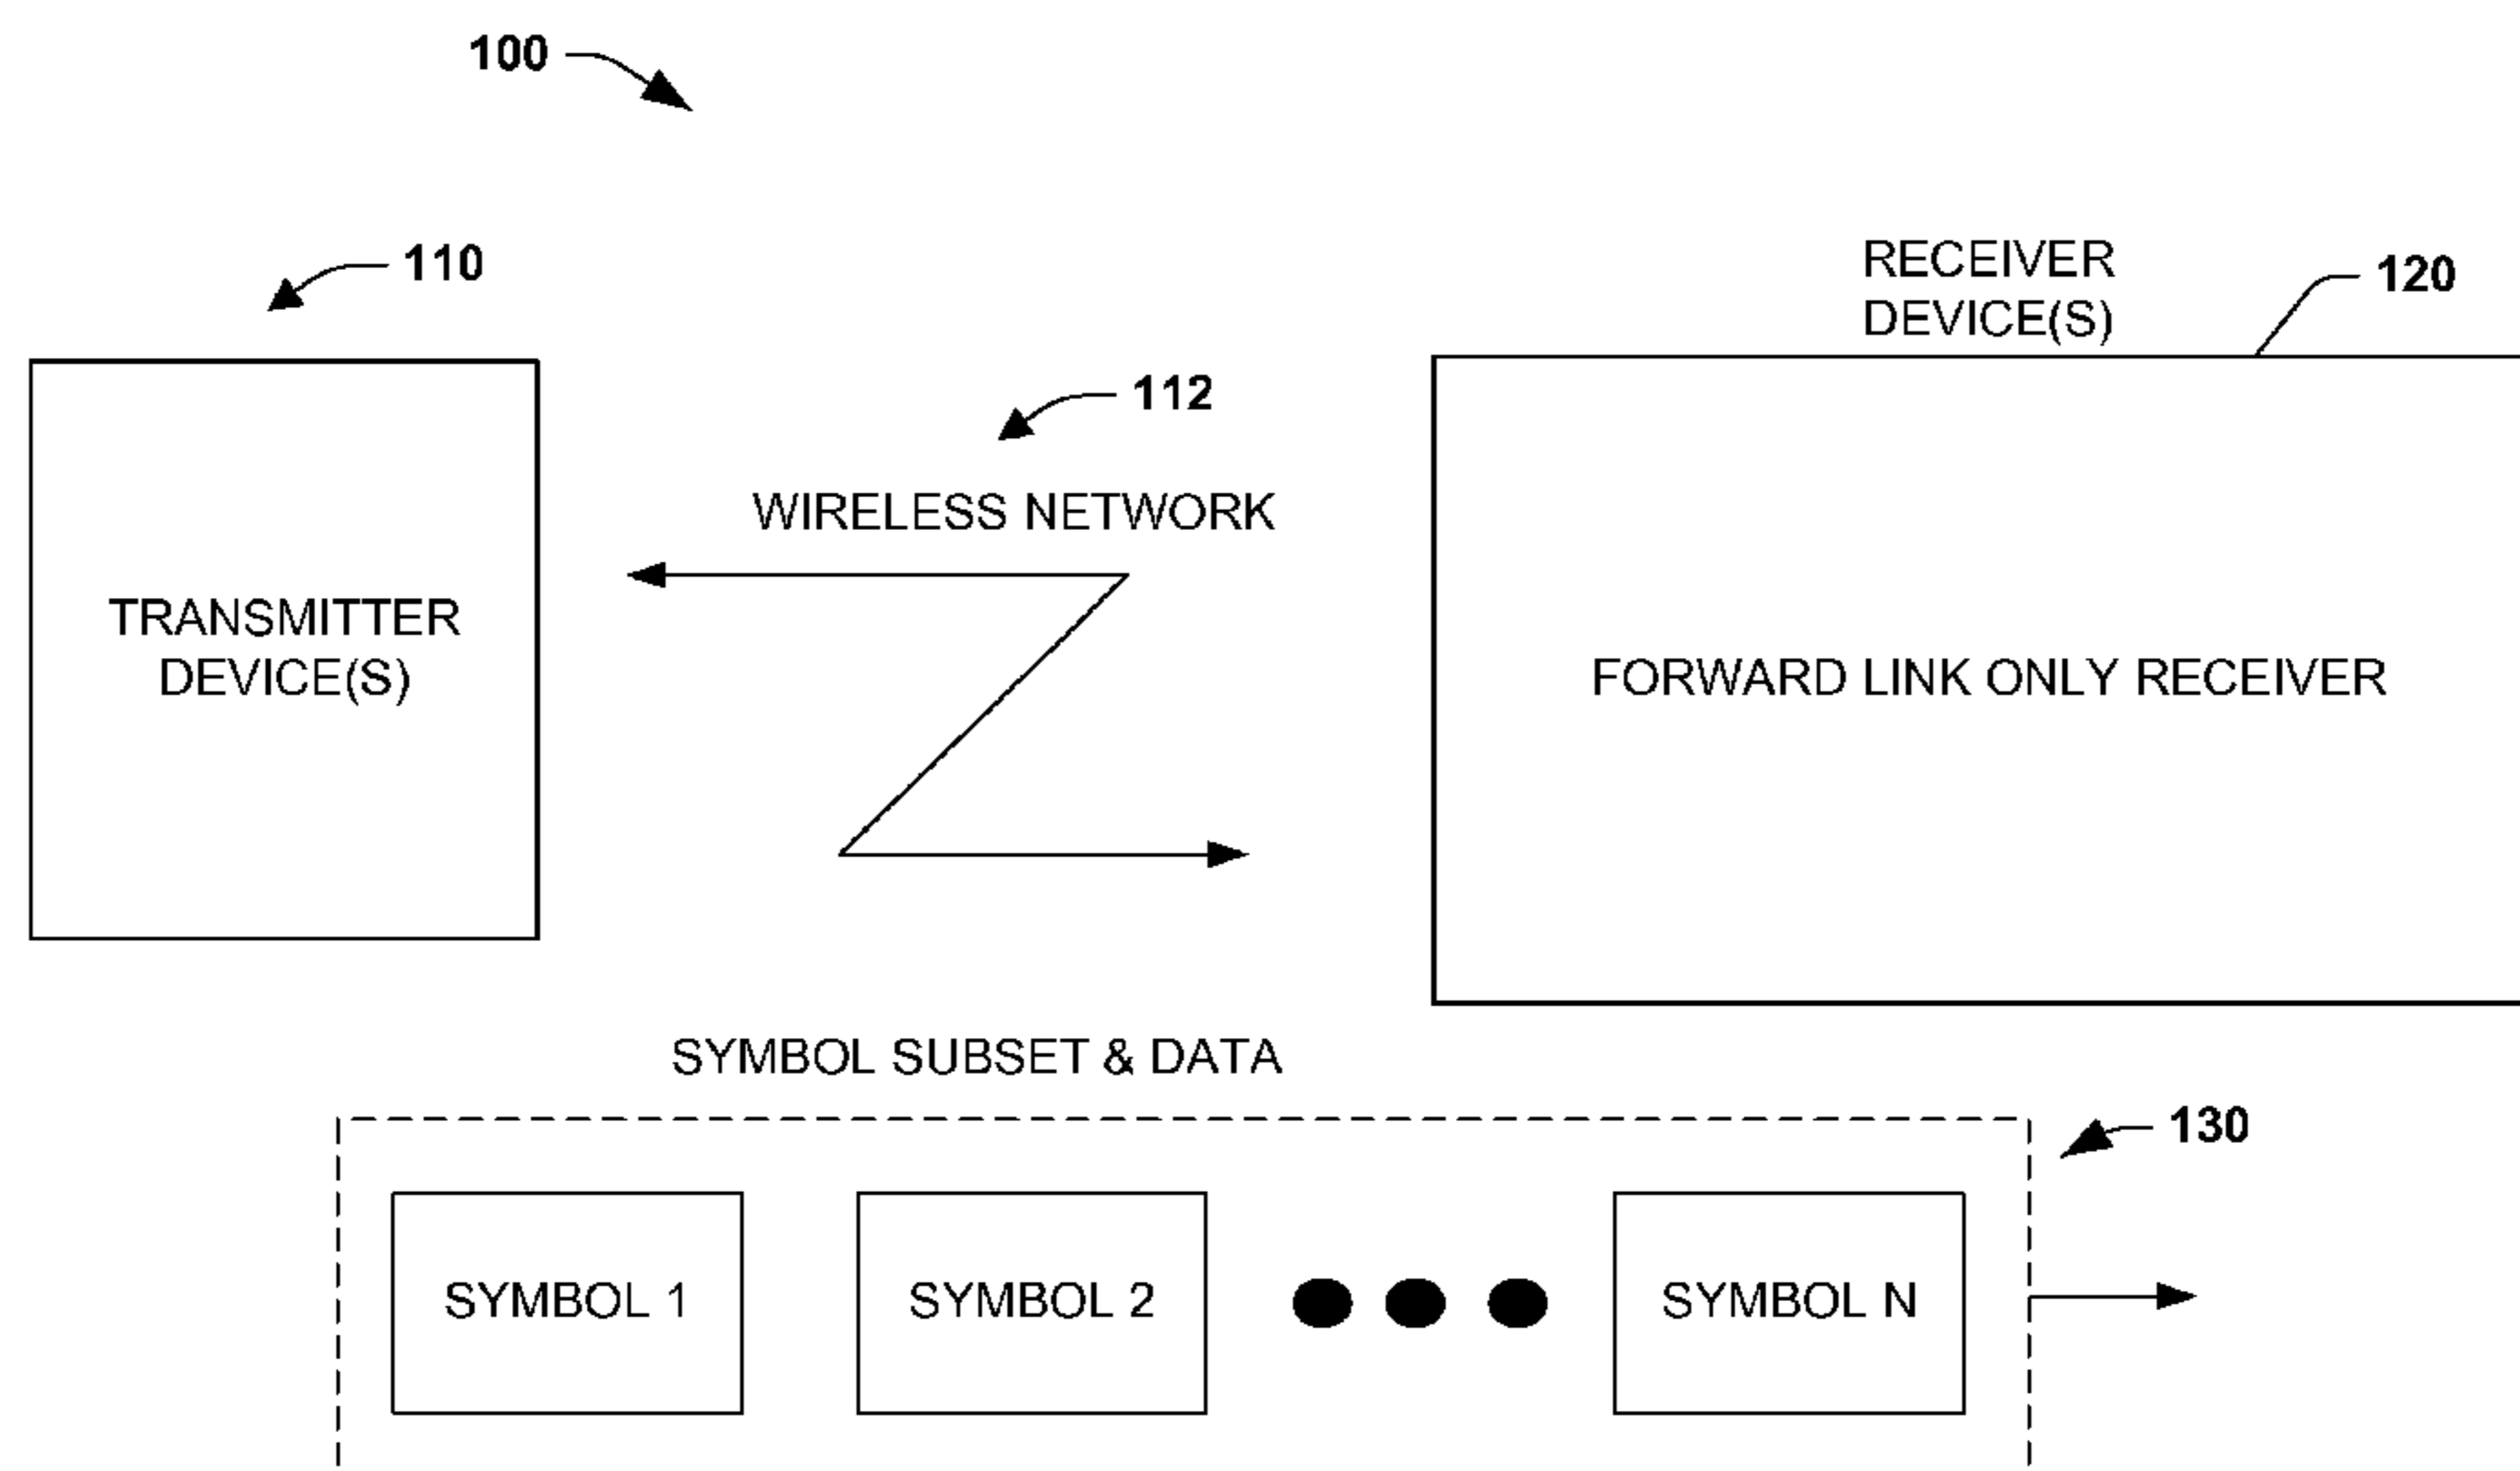 100
110
RECEIVER
DEVICE(S)
120
112
WIRELESS NETWORK
TRANSMITTER
DEVICE(S)
FORWARD LINK ONLY RECEIVER
SYMBOL SUBSET & DATA
130
SYMBOL 1
SYMBOL 2
SYMBOL N